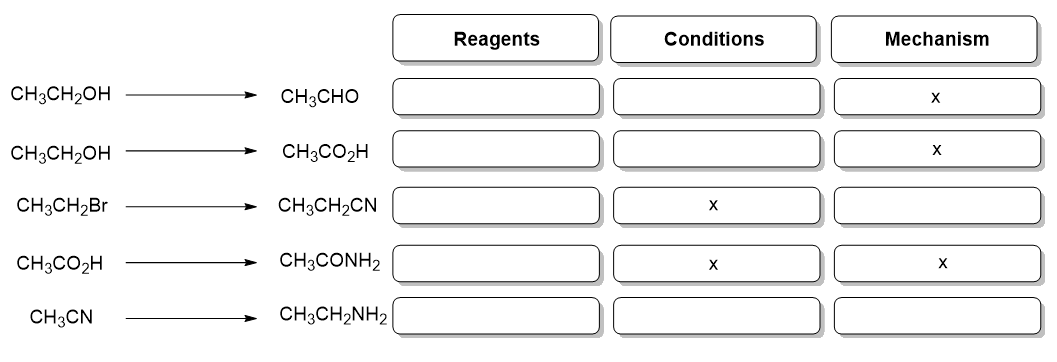 Reagents Conditions Mechanism
CH₃CH₂OH CH₃CHO x
CH₃CH₂OH CH₃CO₂H x
CH₃CH₂Br CH₃CH₂CN x
CH₃CO₂H CH₃CONH₂ x x
CH₃CN CH₃CH₂NH₂